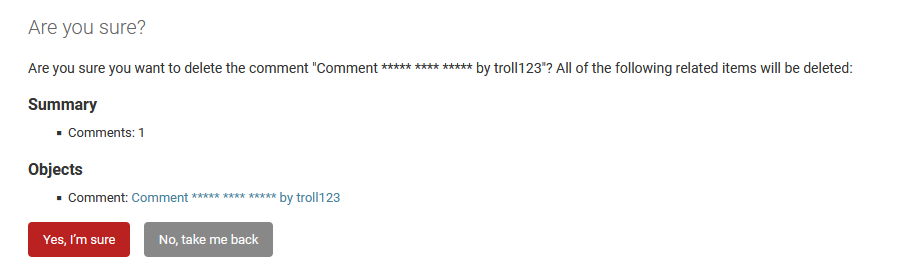 Are you sure?
Are you sure you want to delete the comment "Comment ***** **** ***** by troll123"? All of the following related items will be deleted:
Summary
Comments: 1
Objects
Comment: Comment ***** **** ***** by troll123
Yes, I'm sure No, take me back